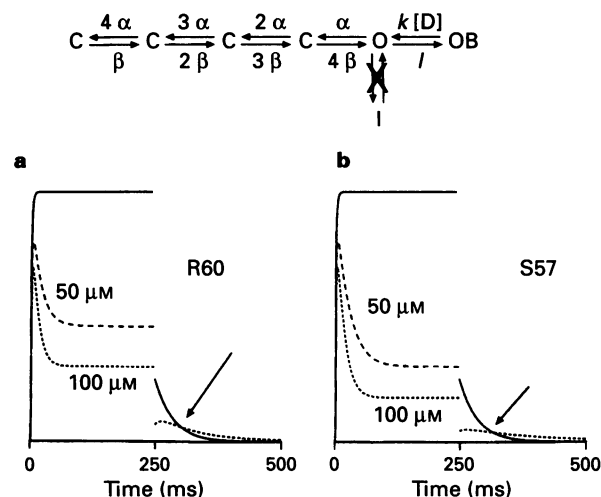 4 α 3 α 2 α α k [D]
C C C C O OB
β 2 β 3 β 4 β l
I
a b
R60 S57
50 μM 50 μM
100 μM 100 μM
0 250 500 0 250 500
Time (ms) Time (ms)